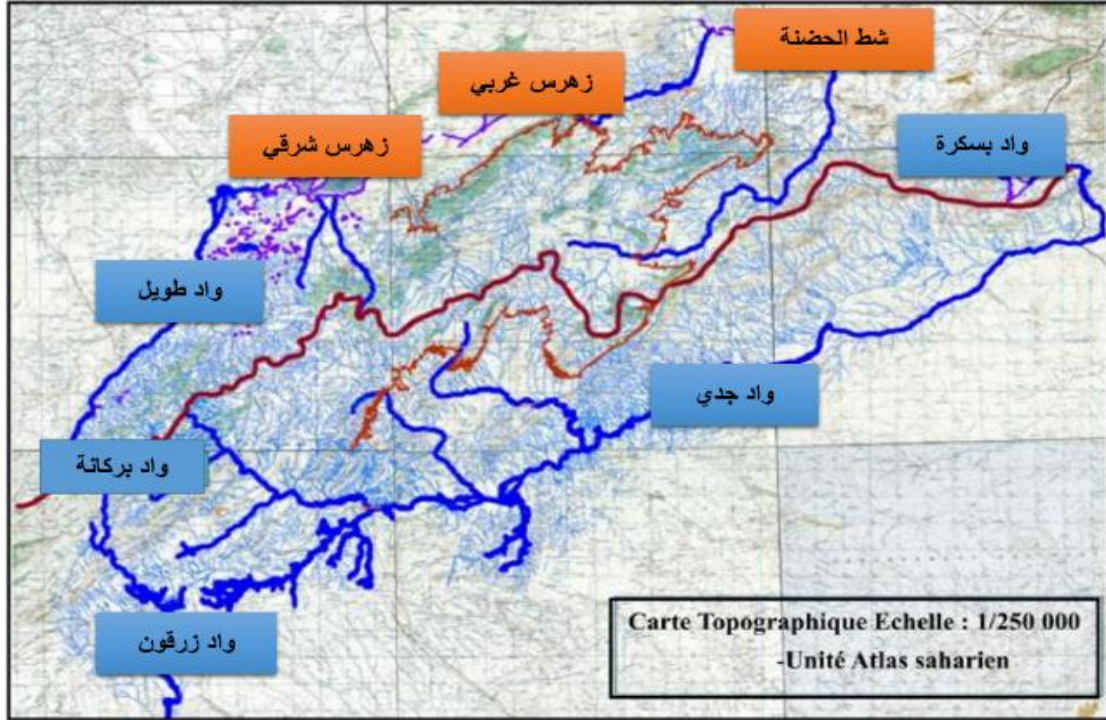 شط الحضنة
زهرس غربي
زهرس شرقي
واد بسكرة
واد طويل
واد جدي
واد بركانة
واد زرقون
Carte Topographique Echelle : 1/250 000
-Unité Atlas saharien